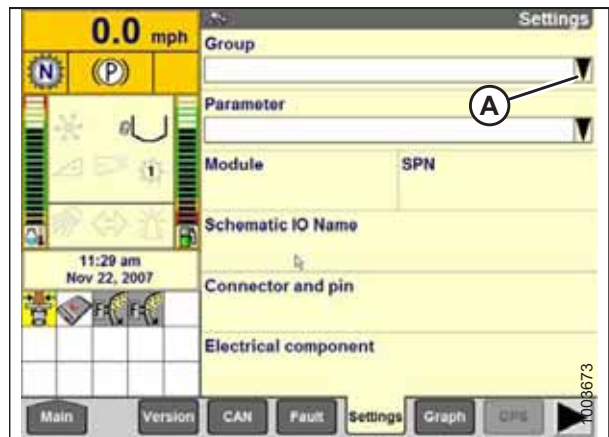 0.0 mph
N
(P)
1
11:29 am
Nov 22, 2007
F
F
Settings
Group
A
Parameter
Module
SPN
Schematic IO Name
Connector and pin
Electrical component
Main
Version
CAN
Fault
Settings
Graph
GPS
1003673